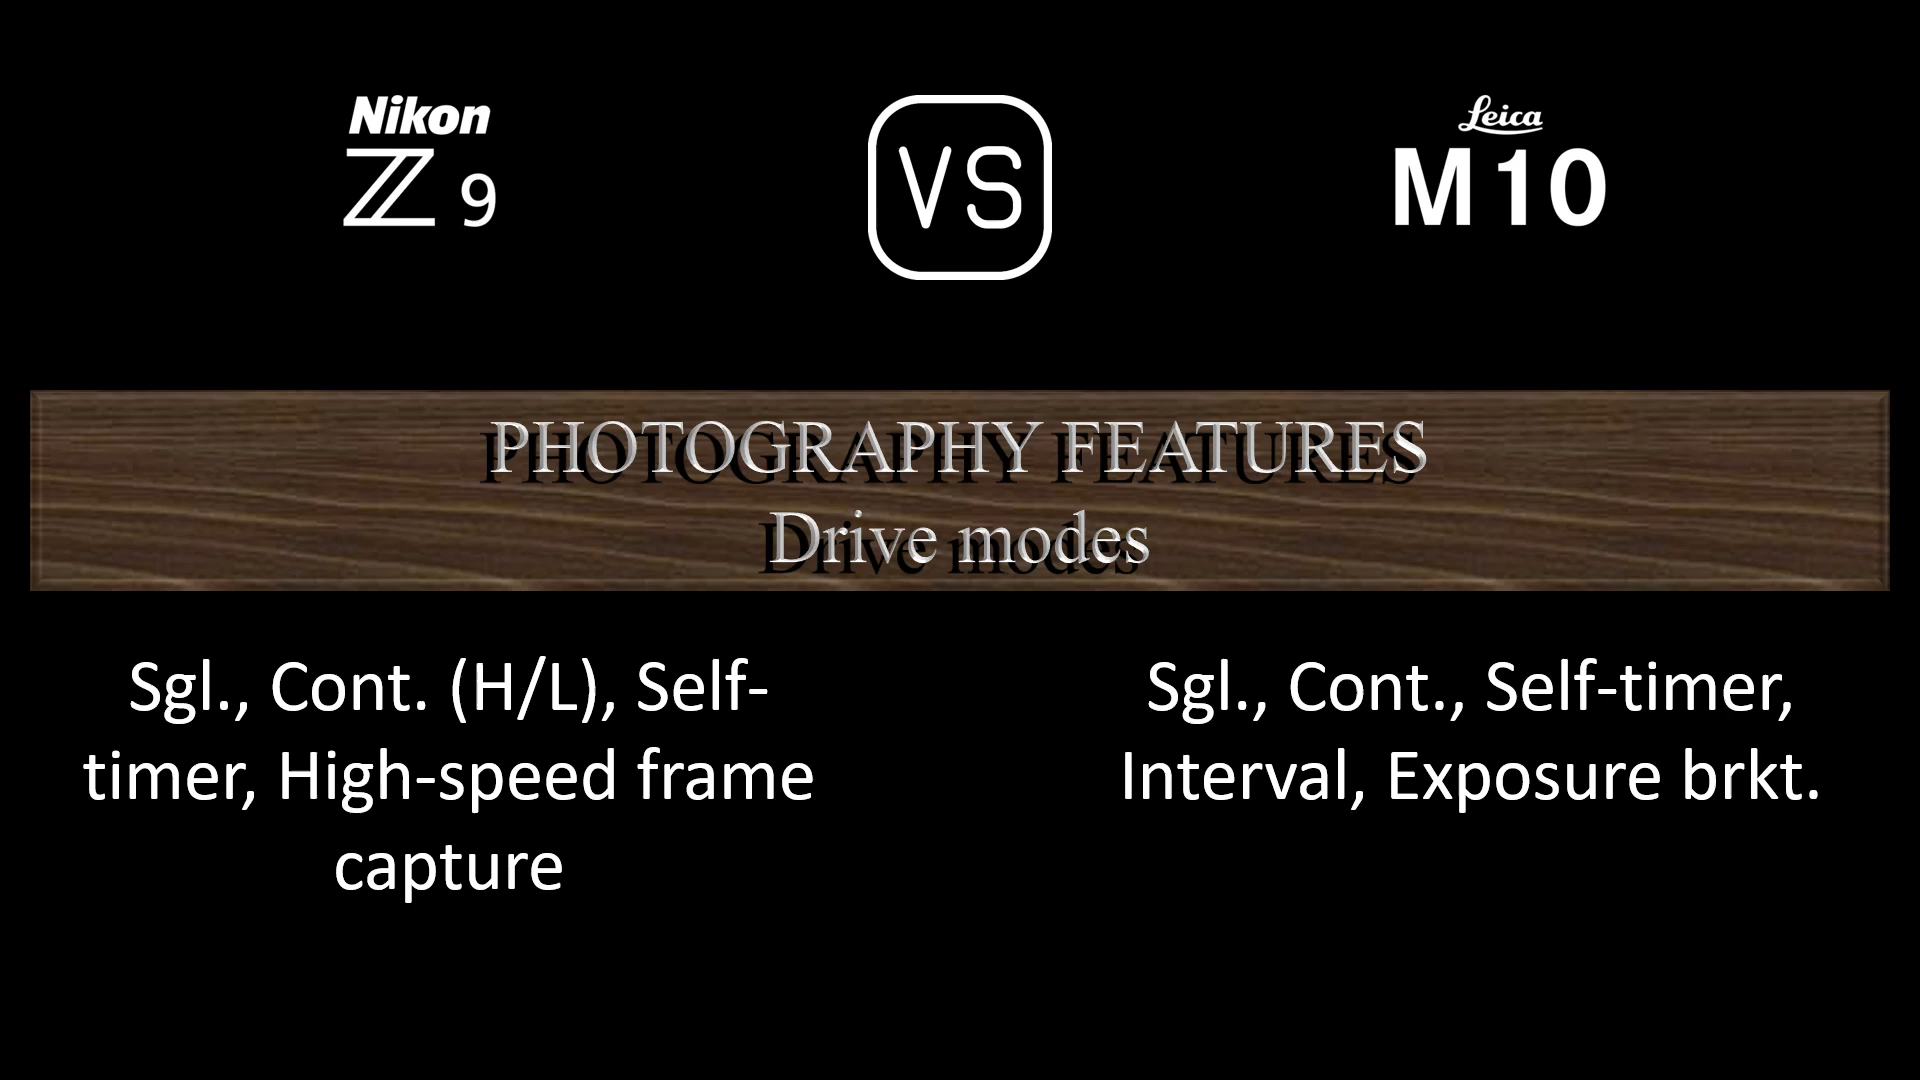 Nikon
Z 9
VS
Leica
M10
PHOTOGRAPHY FEATURES
Drive modes
Sgl., Cont. (H/L), Self-
timer, High-speed frame
capture
Sgl., Cont., Self-timer,
Interval, Exposure brkt.